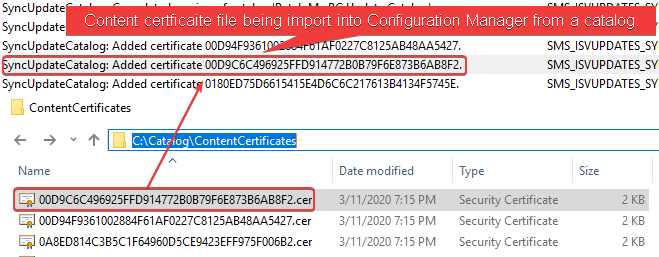 Content certfiicaite file being import into Configuration Manager from a catalog.
SyncUpdateCatalog: Added certificate 00D94F9361002884F61AF0227C8125AB48AA5427. SMS_ISVUPDATES_SY
SyncUpdateCatalog: Added certificate 00D9C6C496925FFD914772B0B79F6E873B6AB8F2. SMS_ISVUPDATES_SY
SyncUpdateCatalog: Added certificate 0180ED75D6615415E4D6C6C217613B4134F5745E. SMS_ISVUPDATES_SY
ContentCertificates
C:\Catalog\ContentCertificates
Name Date modified Type Size
00D9C6C496925FFD914772B0B79F6E873B6AB8F2.cer 3/11/2020 7:15 PM Security Certificate 2 KB
00D94F9361002884F61AF0227C8125AB48AA5427.cer 3/11/2020 7:15 PM Security Certificate 2 KB
0A8ED814C3B5C1F64960D5CE9423EFF975F006B2.cer 3/11/2020 7:15 PM Security Certificate 2 KB